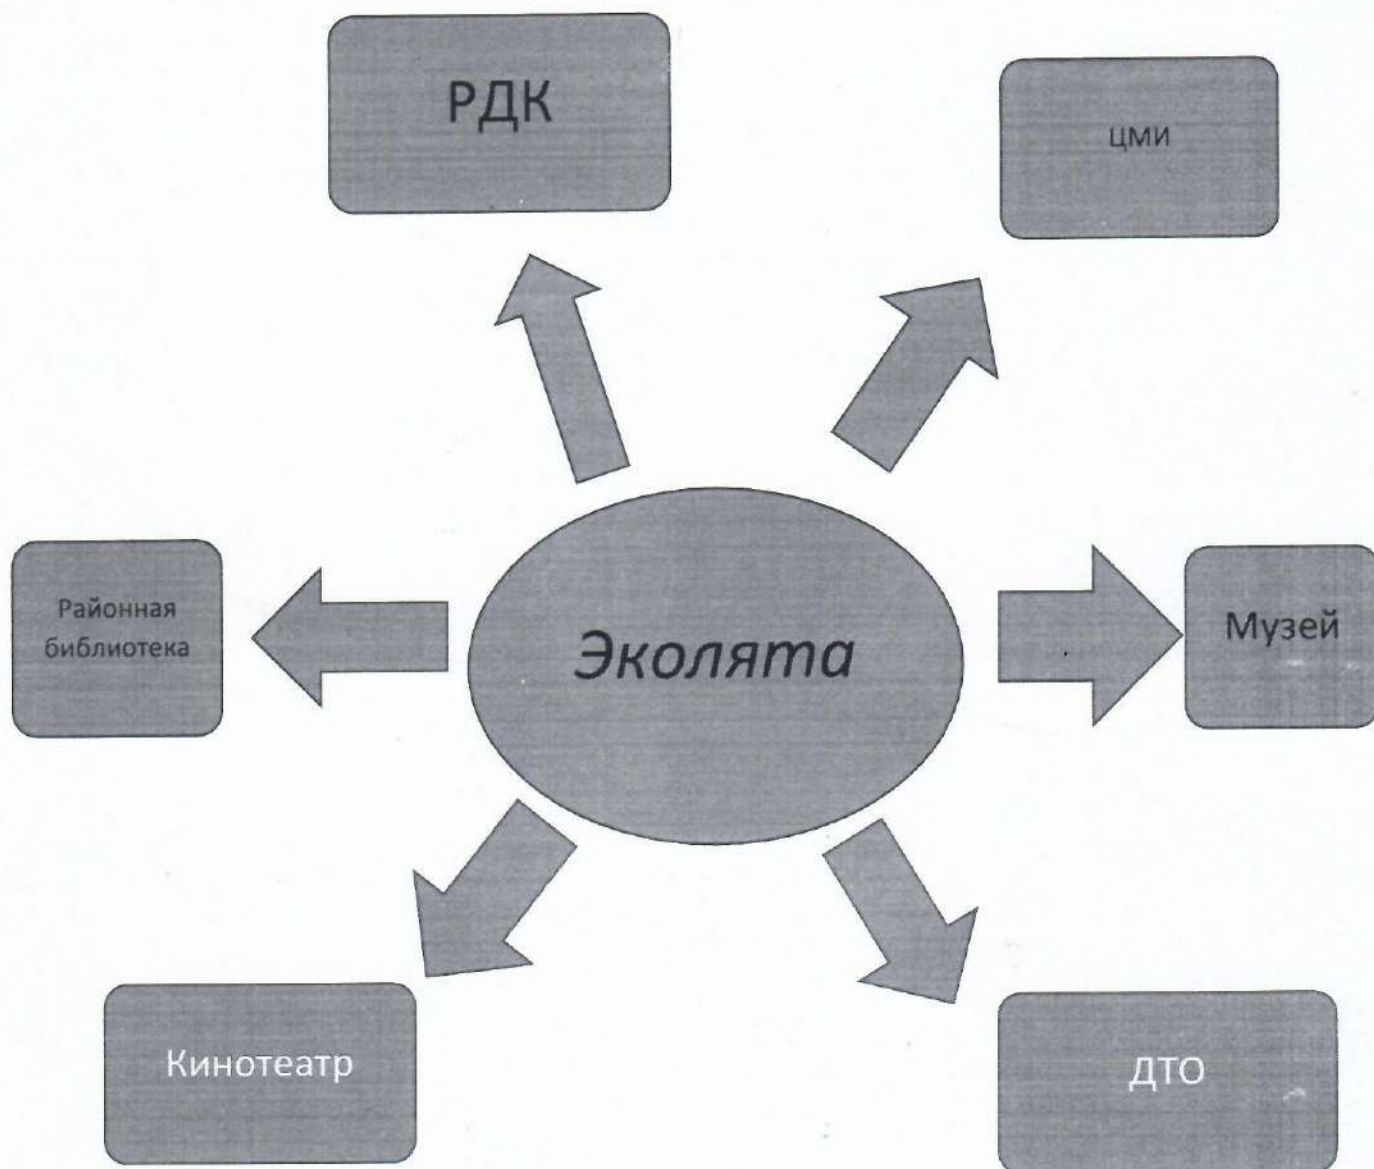 РДК
ЦМИ
Районная
библиотека
Эколята
Музей
Кинотеатр
ДТО